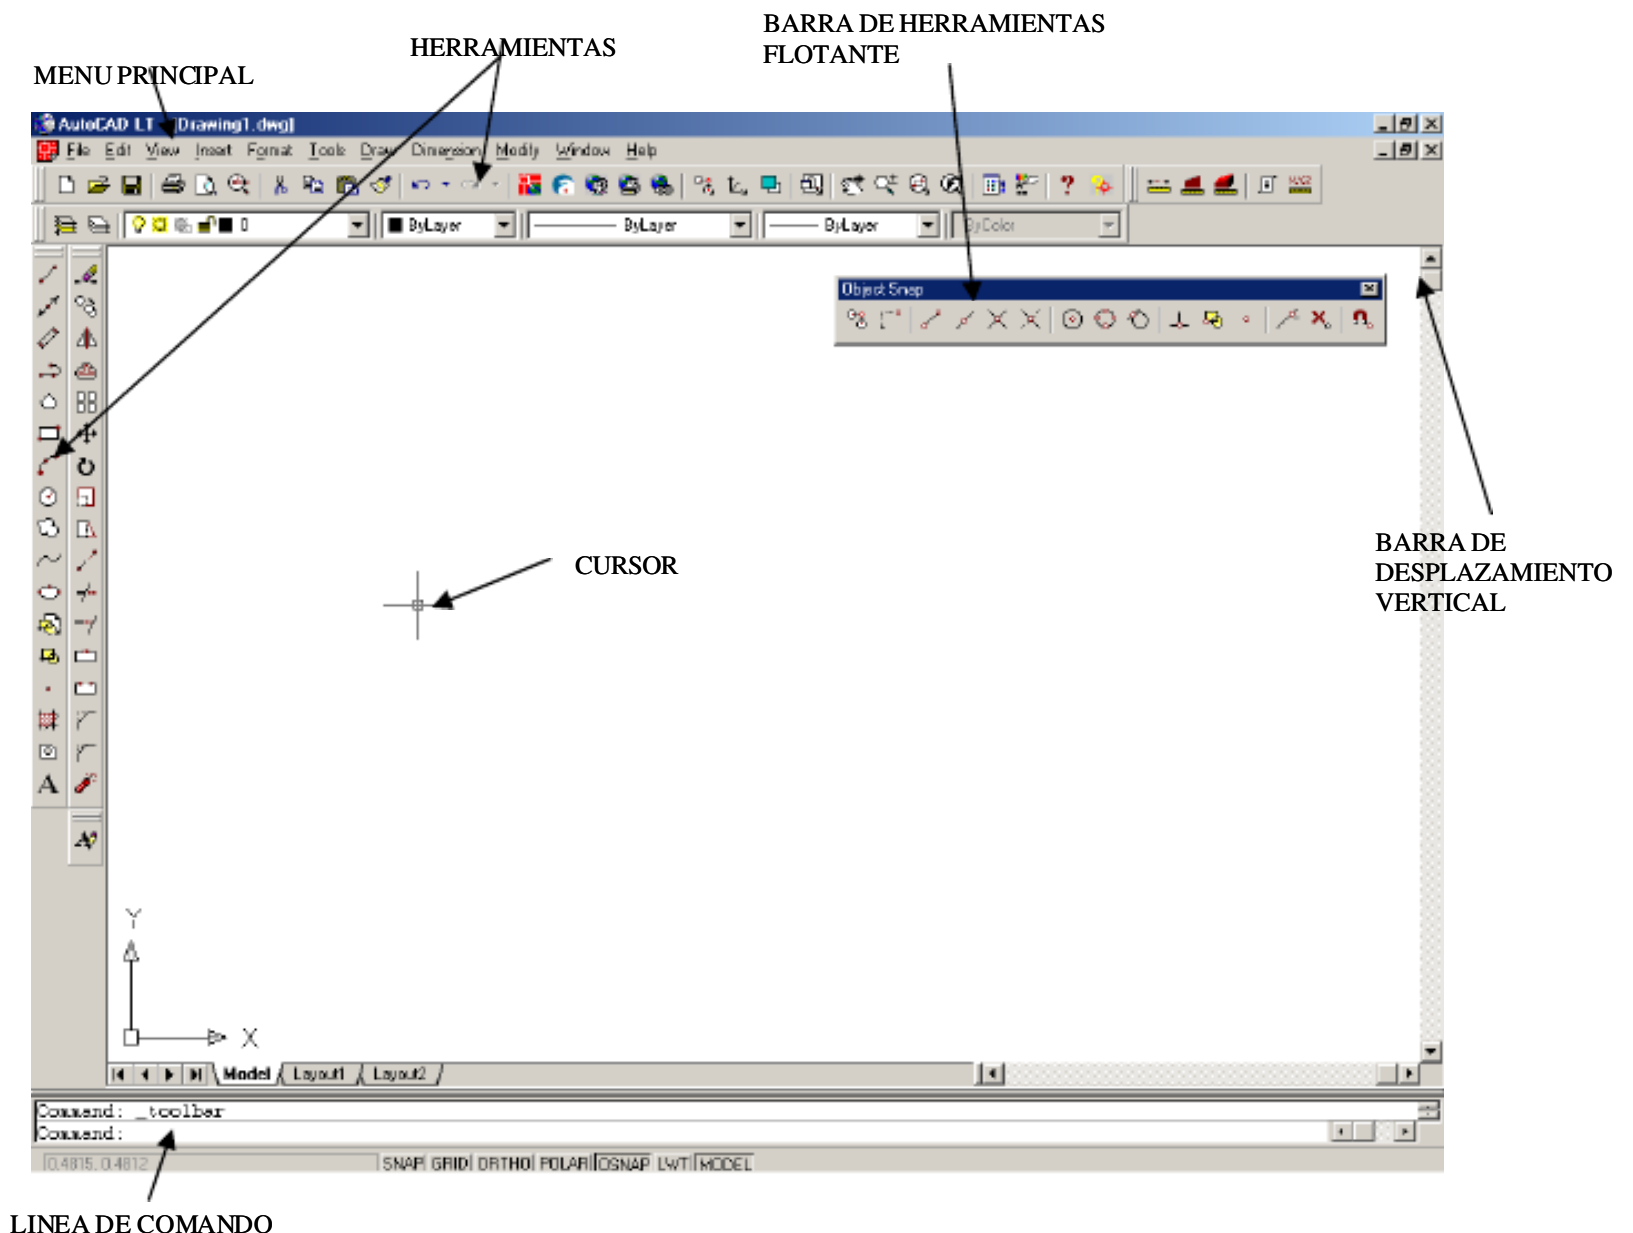 BARRA DE HERRAMIENTAS
FLOTANTE
HERRAMIENTAS
MENU PRINCIPAL
AutoCAD LT [Drawing1.dwg]
File Edit View Insert Format Tools Draw Dimension Modify Window Help
0 ByLayer ByLayer ByLayer ByColor
Object Snap
A
CURSOR
BARRA DE
DESPLAZAMIENTO
VERTICAL
Y
X
Model Layout1 Layout2
Command: _toolbar
Command:
0.4815, 0.4812 SNAP GRID ORTHO POLAR OSNAP LWT MODEL
LINEA DE COMANDO